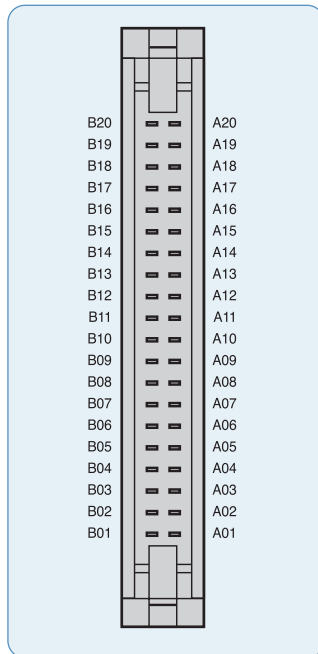 B20 A20
B19 A19
B18 A18
B17 A17
B16 A16
B15 A15
B14 A14
B13 A13
B12 A12
B11 A11
B10 A10
B09 A09
B08 A08
B07 A07
B06 A06
B05 A05
B04 A04
B03 A03
B02 A02
B01 A01